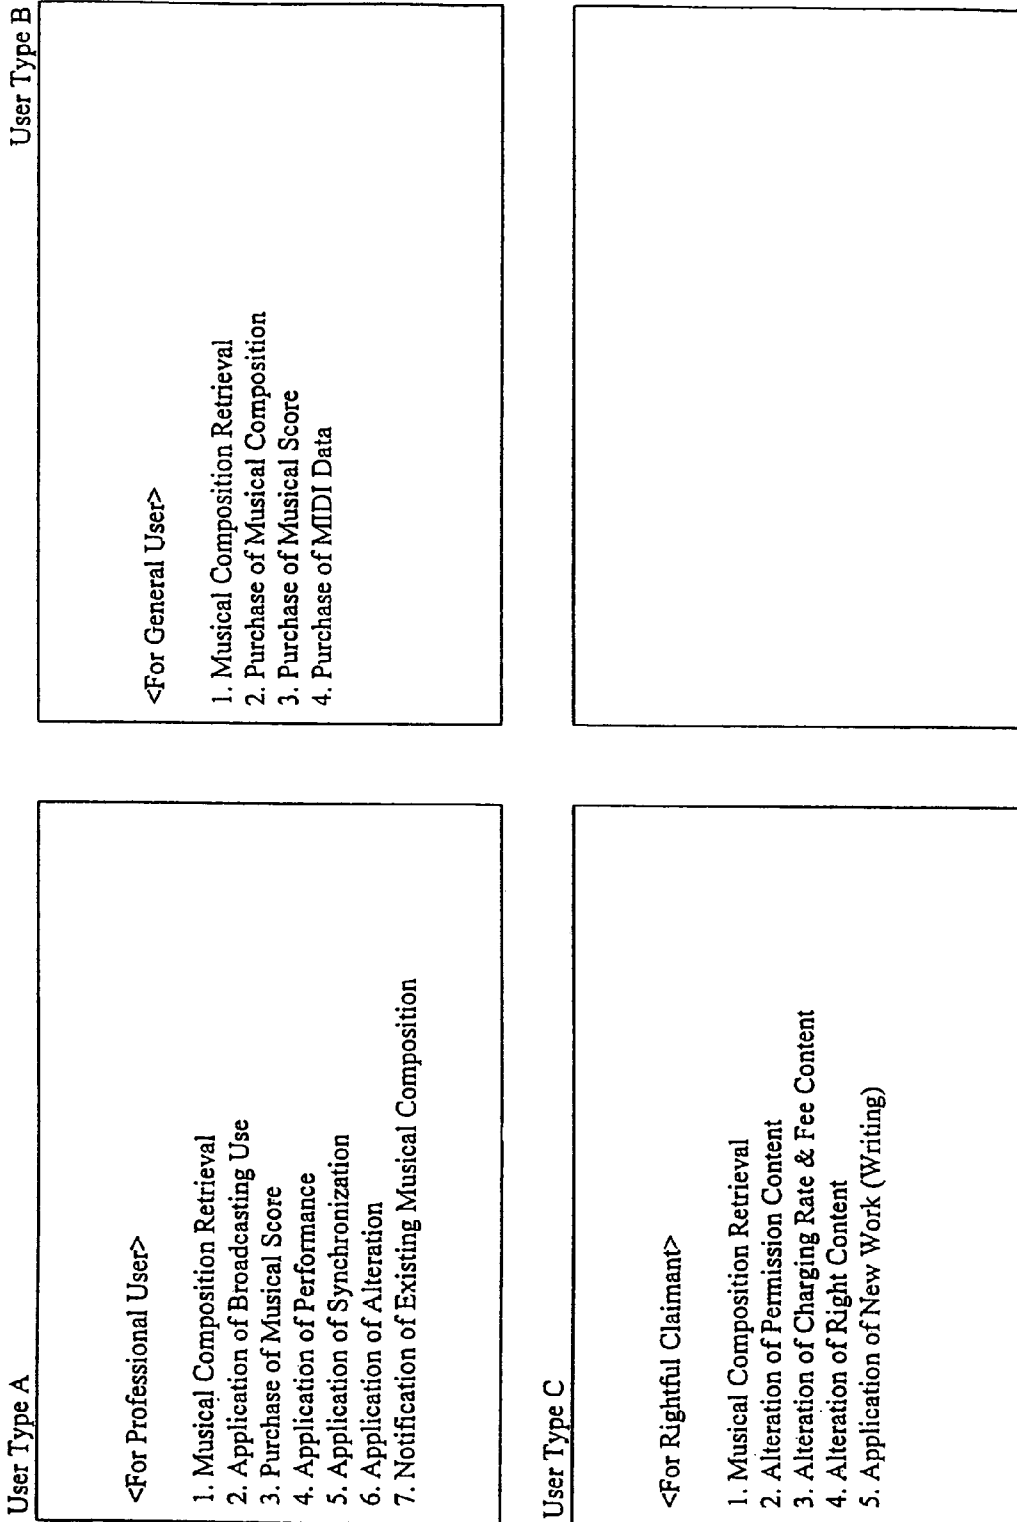 User Type A
<For Professional User>
1. Musical Composition Retrieval
2. Application of Broadcasting Use
3. Purchase of Musical Score
4. Application of Performance
5. Application of Synchronization
6. Application of Alteration
7. Notification of Existing Musical Composition
User Type B
<For General User>
1. Musical Composition Retrieval
2. Purchase of Musical Composition
3. Purchase of Musical Score
4. Purchase of MIDI Data
User Type C
<For Rightful Claimant>
1. Musical Composition Retrieval
2. Alteration of Permission Content
3. Alteration of Charging Rate & Fee Content
4. Alteration of Right Content
5. Application of New Work (Writing)